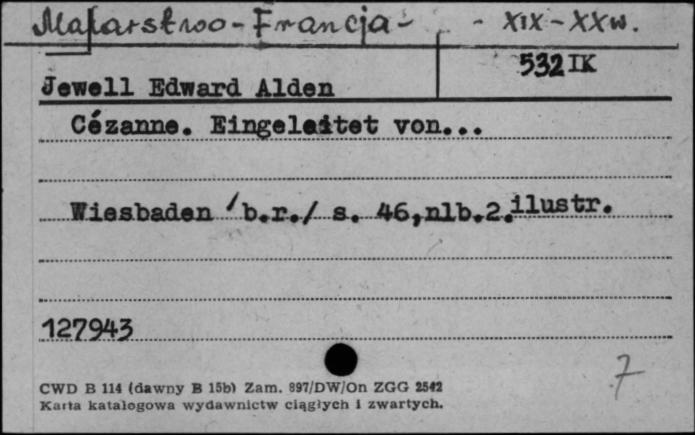 Malarstwo - Francja - - XIX - XX w.
532 IK
Jewell Edward Alden
Cézanne. Eingeleitet von...
Wiesbaden /b.r./ s. 46,nlb.2.ilustr.
127943
7
CWD B 114 (dawny B 15b) Zam. 897/DW/On ZGG 2542
Karta katalogowa wydawnictw ciągłych i zwartych.